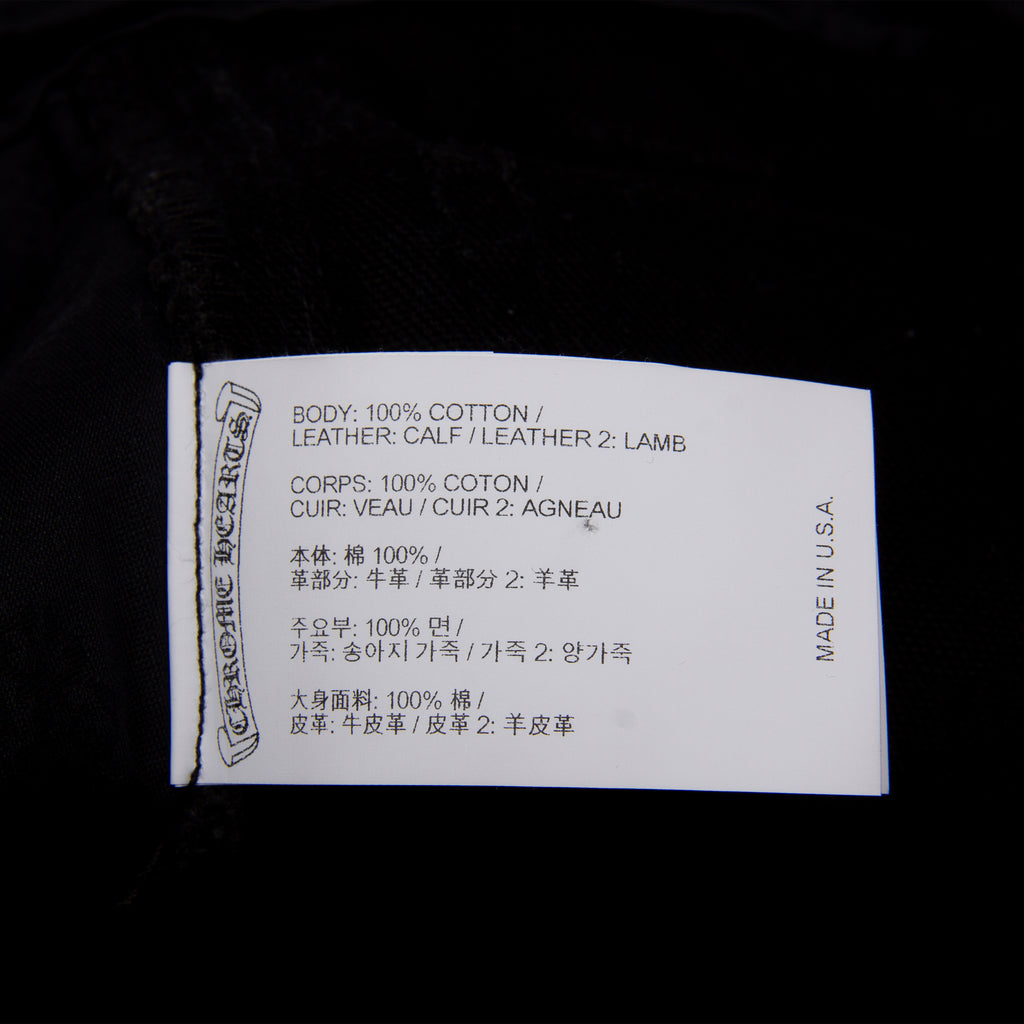 CHROME HEARTS
BODY: 100% COTTON /
LEATHER: CALF / LEATHER 2: LAMB
CORPS: 100% COTON /
CUIR: VEAU / CUIR 2: AGNEAU
本体: 棉 100% /
革部分: 牛革 / 革部分 2: 羊革
주요부: 100% 면 /
가죽: 송아지 가죽 / 가죽 2: 양가죽
大身面料: 100% 棉 /
皮革: 牛皮革 / 皮革 2: 羊皮革
MADE IN U.S.A.